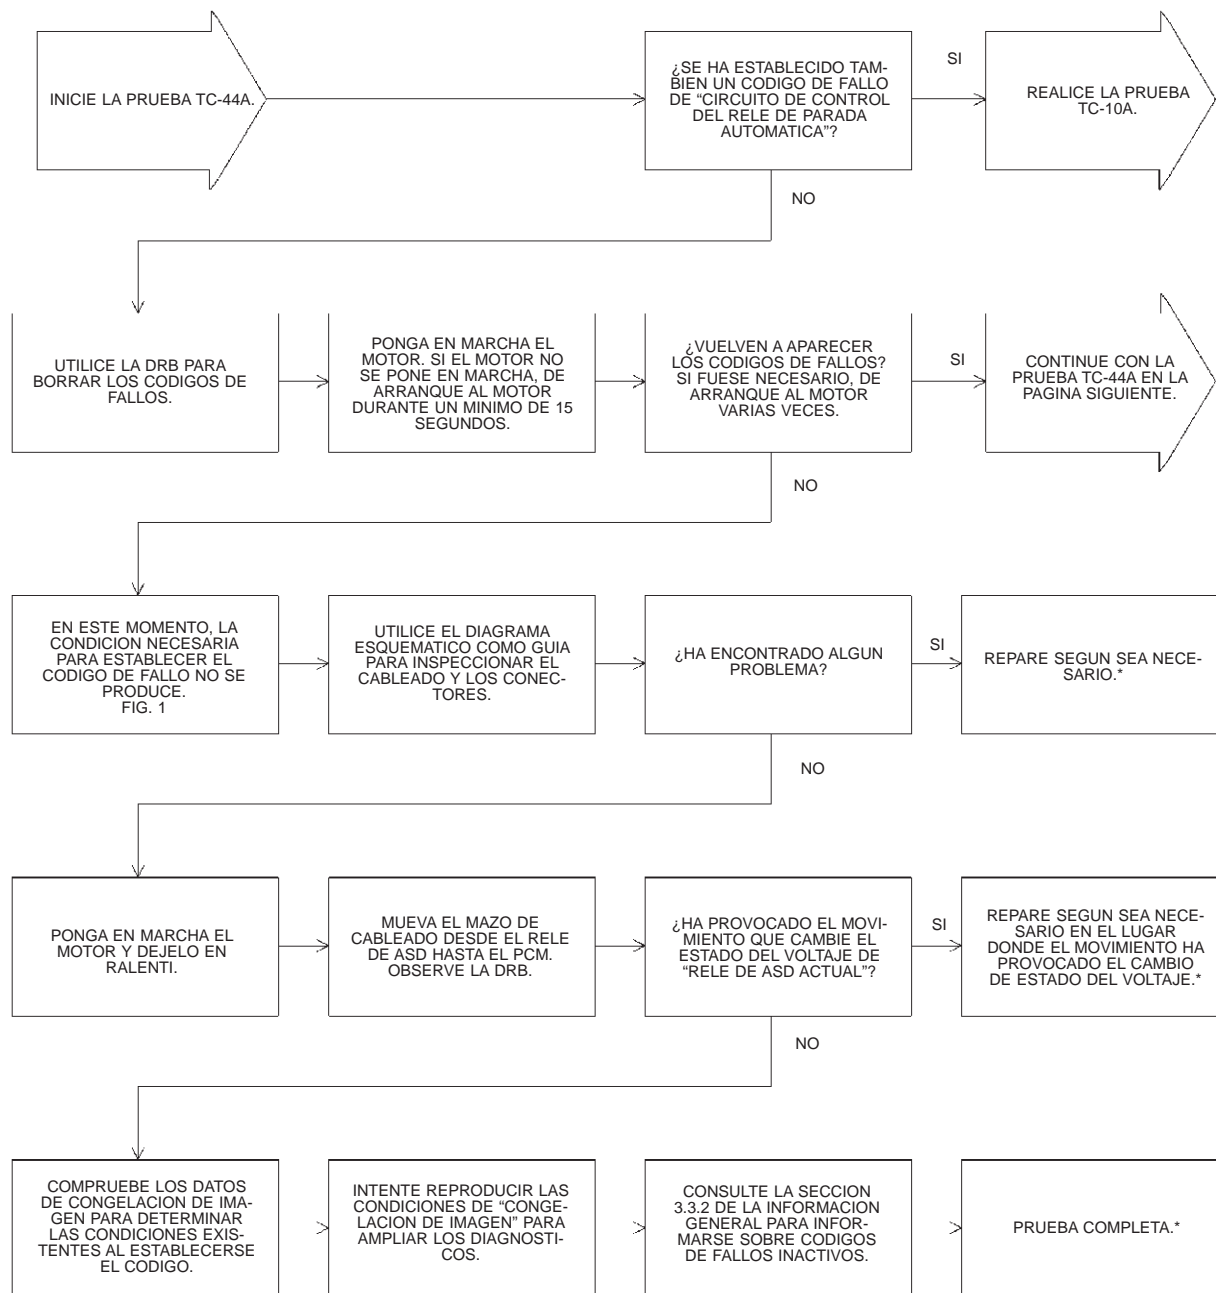 INICIE LA PRUEBA TC-44A.
¿SE HA ESTABLECIDO TAM-
BIEN UN CODIGO DE FALLO
DE “CIRCUITO DE CONTROL
DEL RELE DE PARADA
AUTOMATICA”?
SI
REALICE LA PRUEBA
TC-10A.
NO
UTILICE LA DRB PARA
BORRAR LOS CODIGOS DE
FALLOS.
PONGA EN MARCHA EL
MOTOR. SI EL MOTOR NO
SE PONE EN MARCHA, DE
ARRANQUE AL MOTOR
DURANTE UN MINIMO DE 15
SEGUNDOS.
¿VUELVEN A APARECER
LOS CODIGOS DE FALLOS?
SI FUESE NECESARIO, DE
ARRANQUE AL MOTOR
VARIAS VECES.
SI
CONTINUE CON LA
PRUEBA TC-44A EN LA
PAGINA SIGUIENTE.
NO
EN ESTE MOMENTO, LA
CONDICION NECESARIA
PARA ESTABLECER EL
CODIGO DE FALLO NO SE
PRODUCE.
FIG. 1
UTILICE EL DIAGRAMA
ESQUEMATICO COMO GUIA
PARA INSPECCIONAR EL
CABLEADO Y LOS CONEC-
TORES.
¿HA ENCONTRADO ALGUN
PROBLEMA?
SI
REPARE SEGUN SEA NECE-
SARIO.*
NO
PONGA EN MARCHA EL
MOTOR Y DEJELO EN
RALENTI.
MUEVA EL MAZO DE
CABLEADO DESDE EL RELE
DE ASD HASTA EL PCM.
OBSERVE LA DRB.
¿HA PROVOCADO EL MOVI-
MIENTO QUE CAMBIE EL
ESTADO DEL VOLTAJE DE
“RELE DE ASD ACTUAL”?
SI
REPARE SEGUN SEA NECE-
SARIO EN EL LUGAR
DONDE EL MOVIMIENTO HA
PROVOCADO EL CAMBIO
DE ESTADO DEL VOLTAJE.*
NO
COMPRUEBE LOS DATOS
DE CONGELACION DE IMA-
GEN PARA DETERMINAR
LAS CONDICIONES EXIS-
TENTES AL ESTABLECERSE
EL CODIGO.
INTENTE REPRODUCIR LAS
CONDICIONES DE “CONGE-
LACION DE IMAGEN” PARA
AMPLIAR LOS DIAGNOSTI-
COS.
CONSULTE LA SECCION
3.3.2 DE LA INFORMACION
GENERAL PARA INFOR-
MARSE SOBRE CODIGOS
DE FALLOS INACTIVOS.
PRUEBA COMPLETA.*